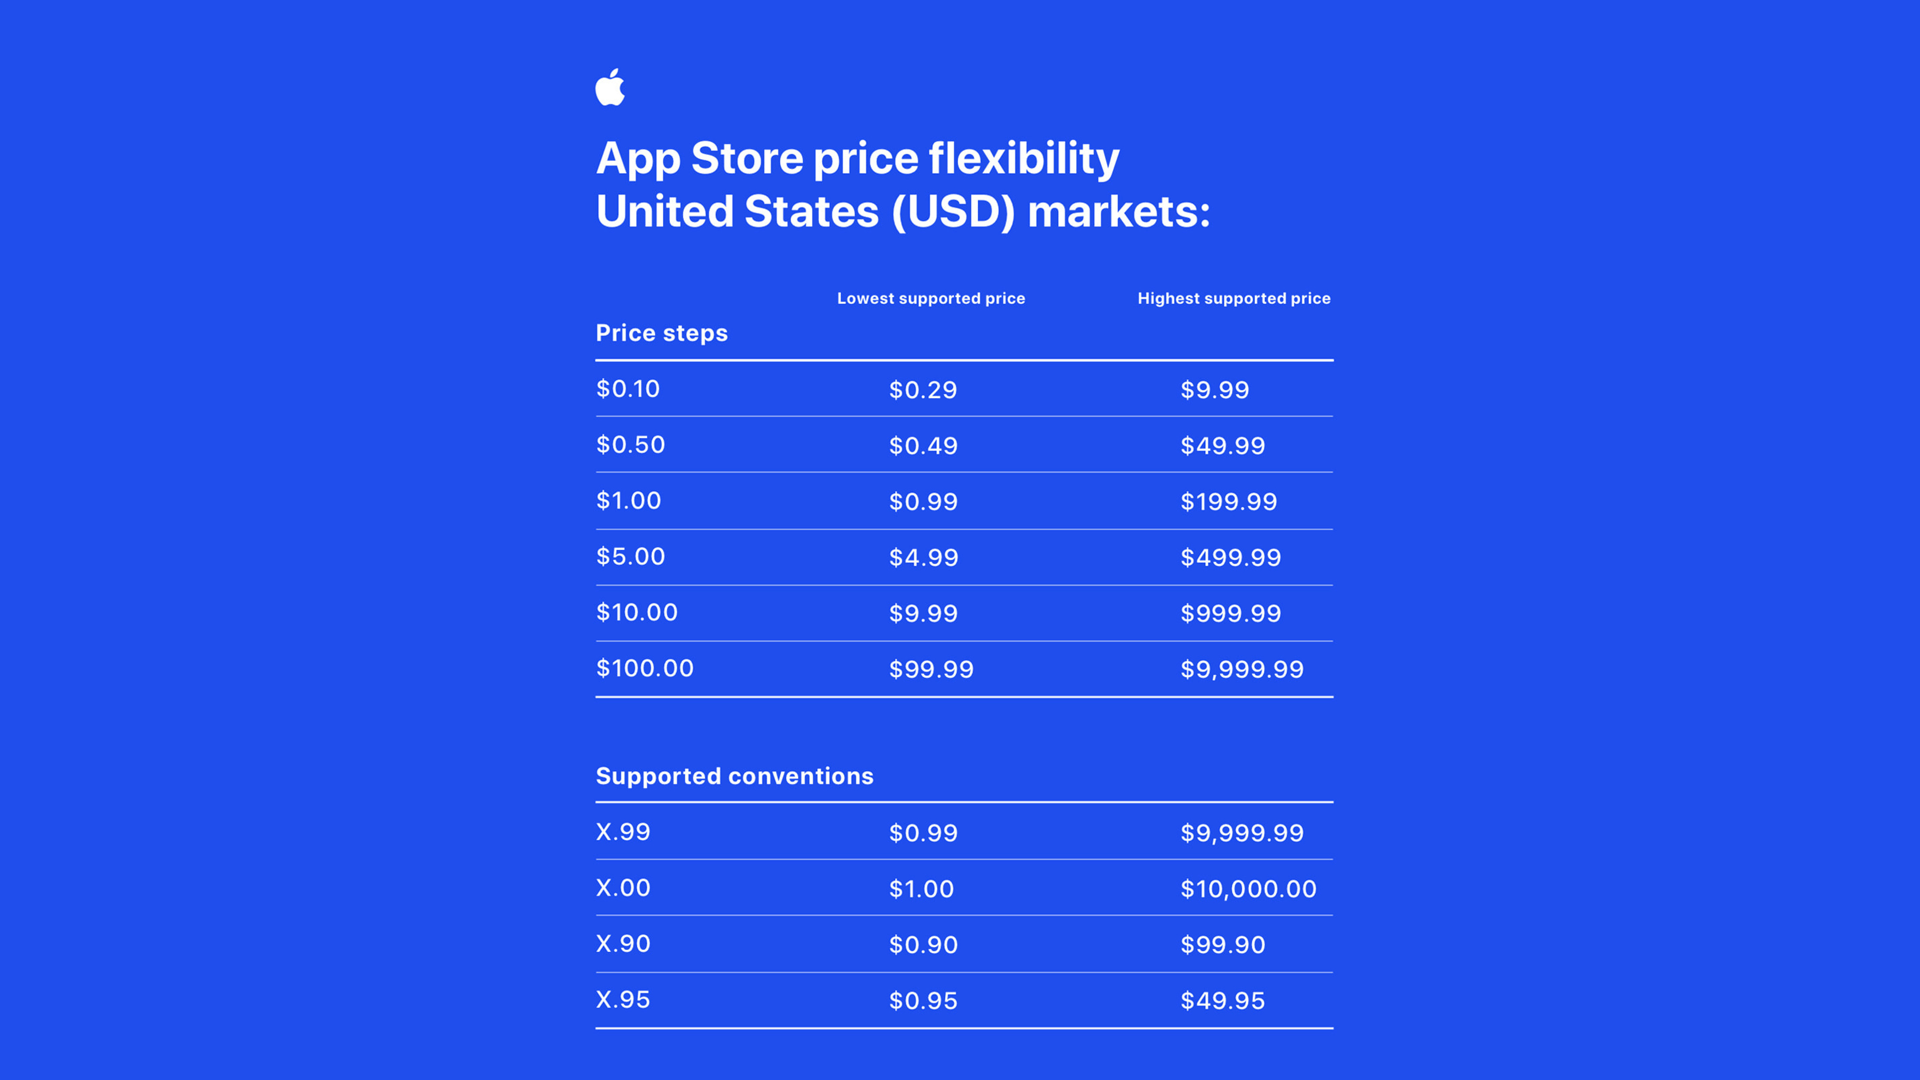 App Store price flexibility
United States (USD) markets:
Lowest supported price Highest supported price
Price steps
$0.10 $0.29 $9.99
$0.50 $0.49 $49.99
$1.00 $0.99 $199.99
$5.00 $4.99 $499.99
$10.00 $9.99 $999.99
$100.00 $99.99 $9,999.99
Supported conventions
X.99 $0.99 $9,999.99
X.00 $1.00 $10,000.00
X.90 $0.90 $99.90
X.95 $0.95 $49.95